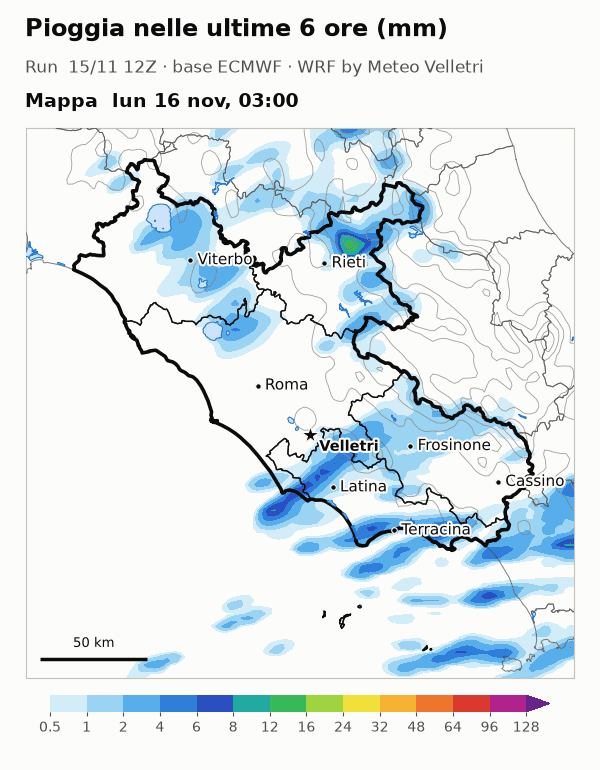 Pioggia nelle ultime 6 ore (mm)
Run  15/11 12Z · base ECMWF · WRF by Meteo Velletri
Mappa  lun 16 nov, 03:00
Viterbo
Rieti
Roma
Velletri
Frosinone
Latina
Cassino
Terracina
50 km
0.5 1 2 4 6 8 12 16 24 32 48 64 96 128